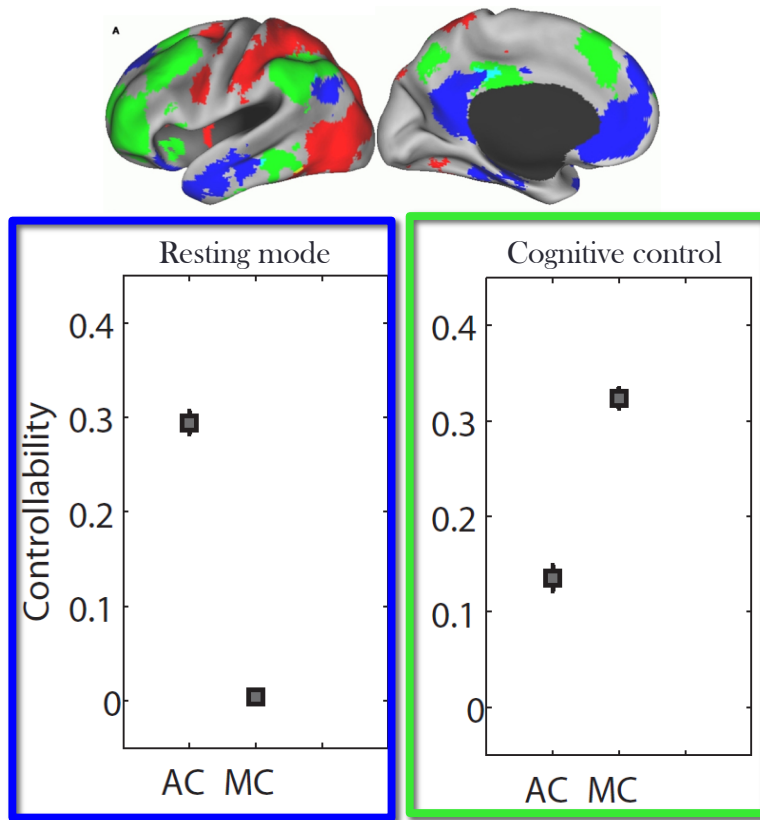 A
Resting mode
0.4
0.3
0.2
0.1
0
Controllability
AC MC
Cognitive control
0.4
0.3
0.2
0.1
0
AC MC